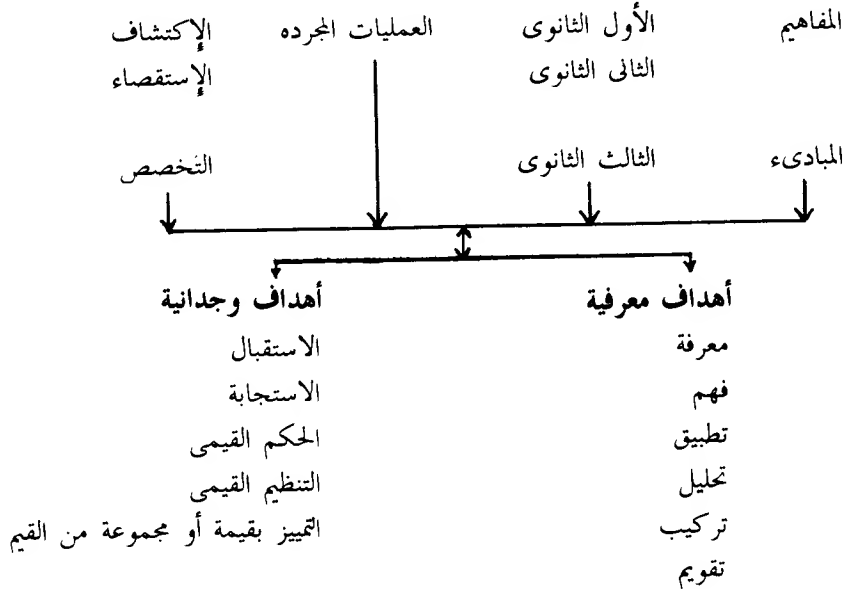 المفاهيم الأول الثانوى العمليات المجرده الإكتشاف
الثانى الثانوى الإستقصاء
المبادىء الثالث الثانوى التخصص
أهداف معرفية أهداف وجدانية
معرفة الاستقبال
فهم الاستجابة
تطبيق الحكم القيمى
تحليل التنظيم القيمى
تركيب التمييز بقيمة أو مجموعة من القيم
تقويم